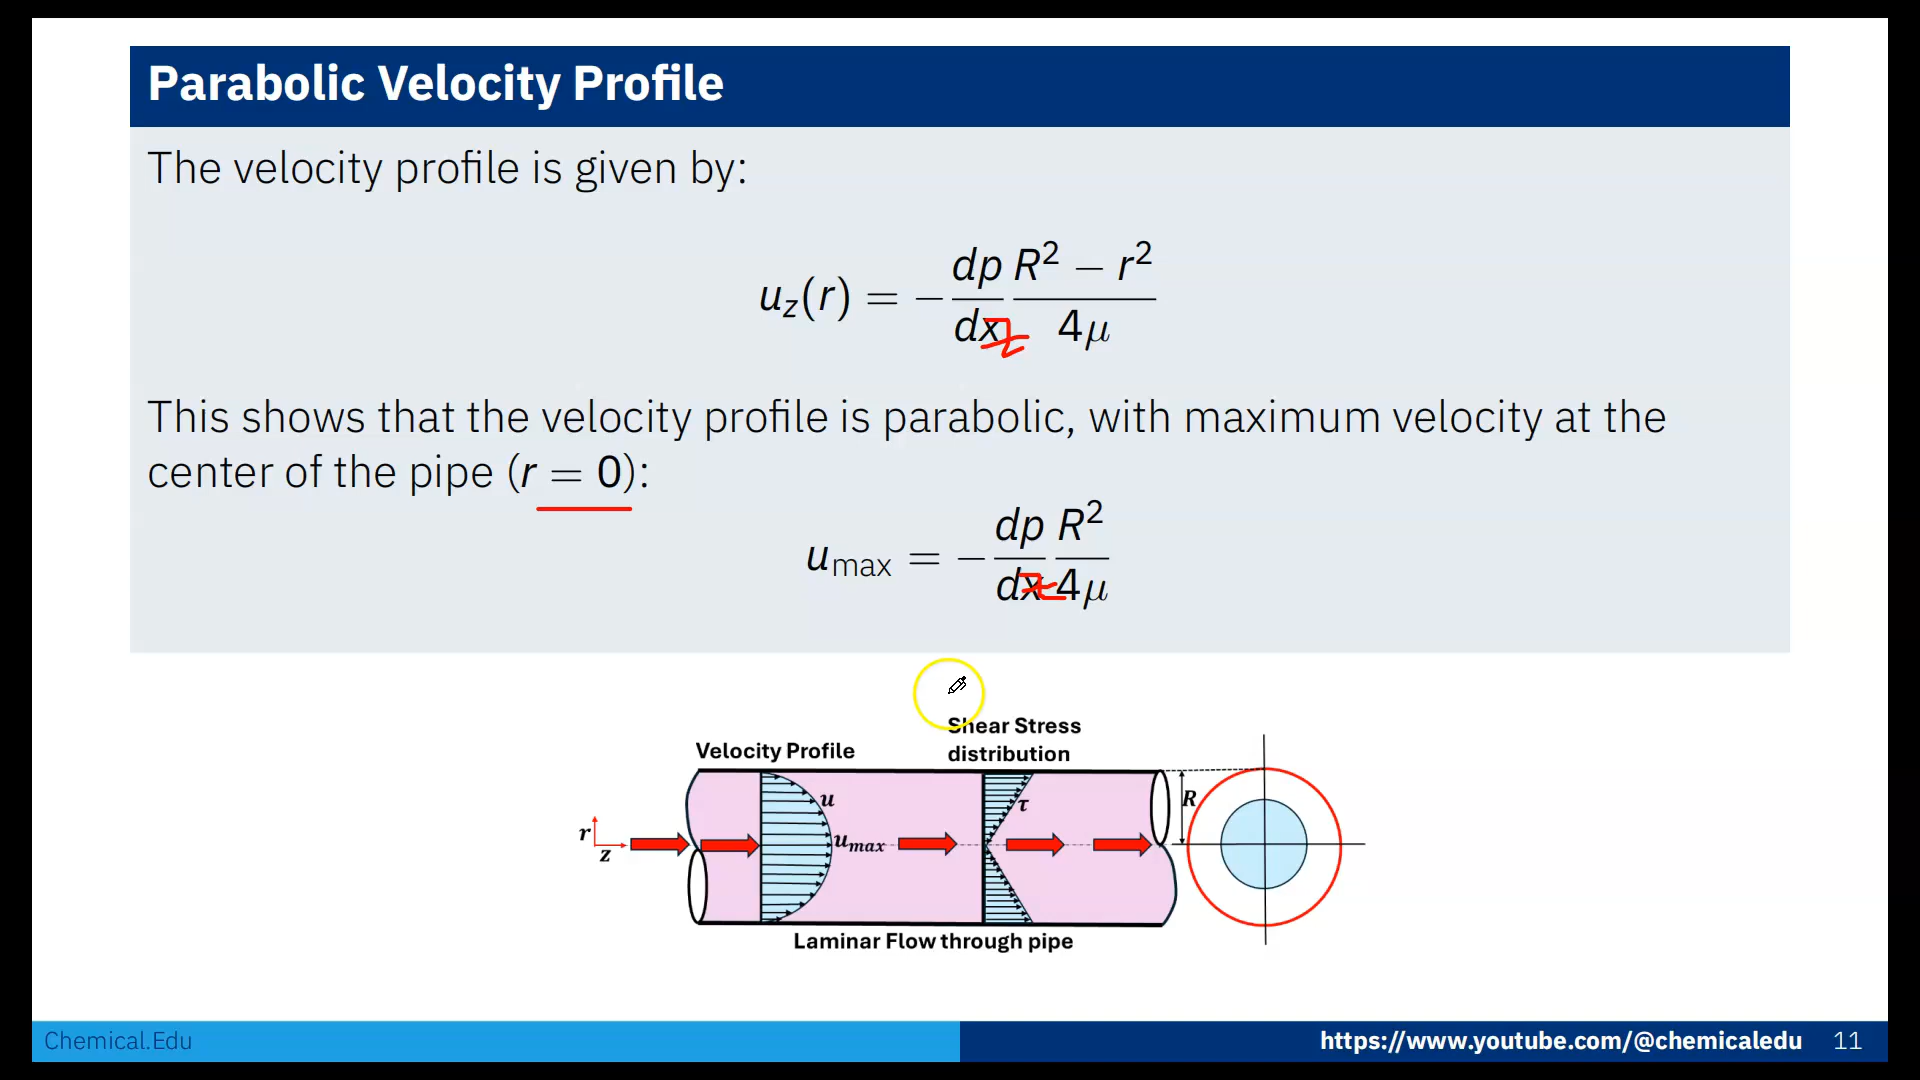 Parabolic Velocity Profile
The velocity profile is given by:
u_z(r) = − dp/dx z (R² − r²)/4μ
This shows that the velocity profile is parabolic, with maximum velocity at the
center of the pipe (r = 0):
u_max = − dp/dx z R²/4μ
Shear Stress
distribution
Velocity Profile
u
τ
R
r
z
u_max
Laminar Flow through pipe
Chemical.Edu
https://www.youtube.com/@chemicaledu 11